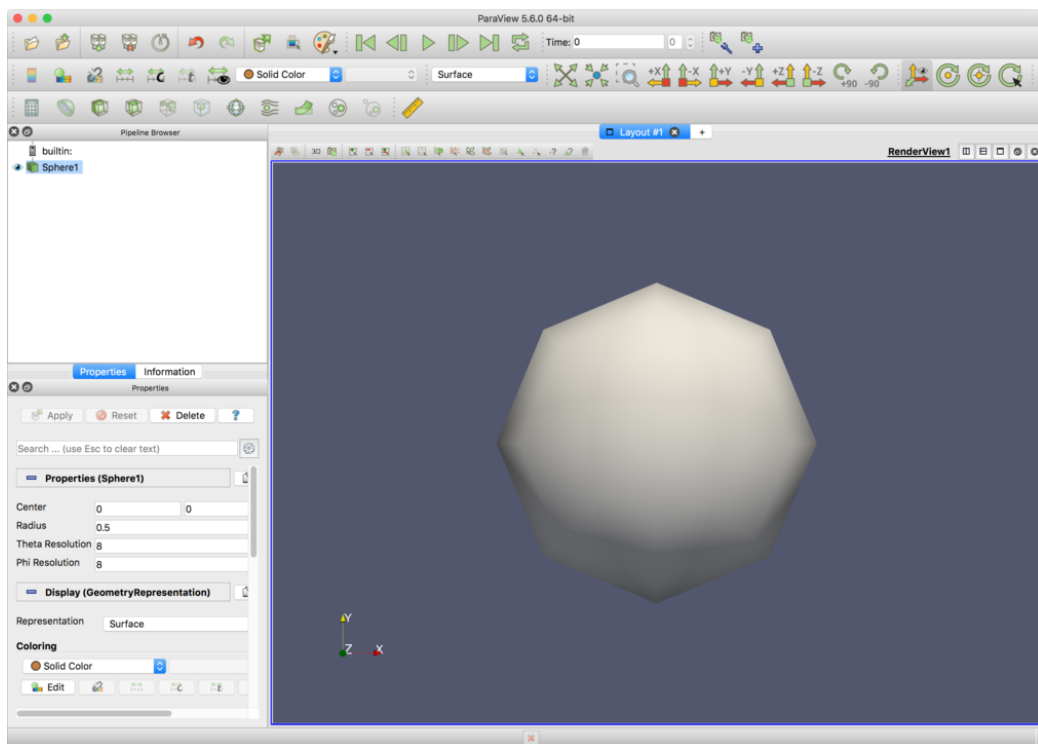 ParaView 5.6.0 64-bit
Time: 0 0
Solid Color Surface +X -X +Y -Y +Z -Z +90 -90
Pipeline Browser Layout #1 +
builtin: 3D RenderView1
Sphere1
Properties Information
Properties
Apply Reset Delete ?
Search ... (use Esc to clear text)
Properties (Sphere1)
Center 0 0
Radius 0.5
Theta Resolution 8
Phi Resolution 8
Display (GeometryRepresentation)
Representation Surface
Coloring
Solid Color
Edit
Y
Z X